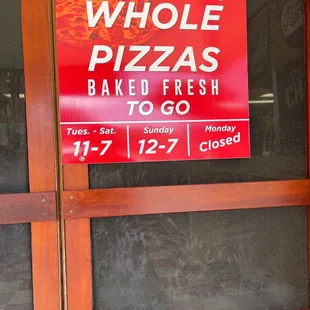 WHOLE
PIZZAS
BAKED FRESH
TO GO
Tues. - Sat.
11-7
Sunday
12-7
Monday
Closed